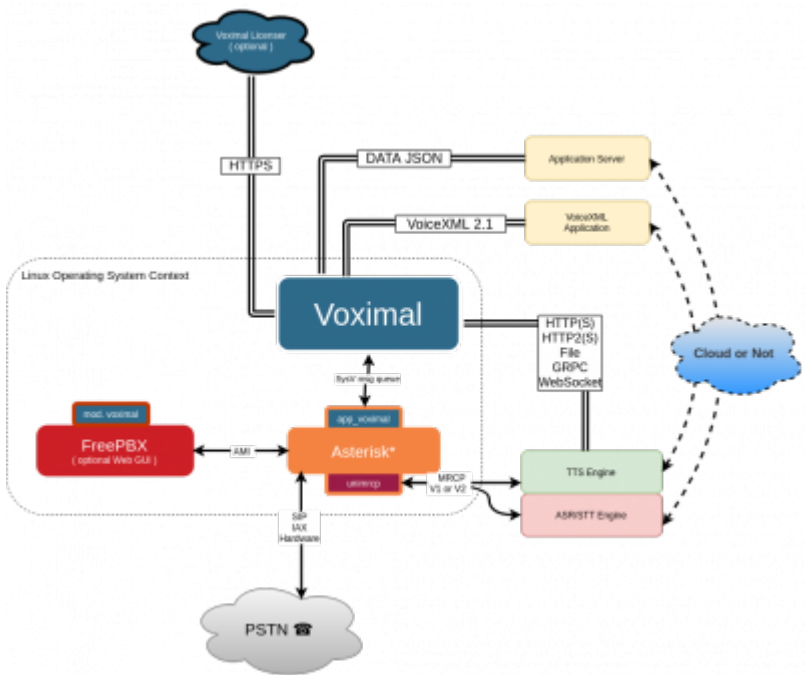 Voximal Licenser
( optional )
HTTPS
DATA JSON
Application Server
VoiceXML 2.1
VoiceXML
Application
Linux Operating System Context
Voximal
HTTP(S)
HTTP2(S)
File
GRPC
WebSocket
Cloud or Not
SysV msg queue
mod. voximal
FreePBX
( optional Web GUI )
AMI
app_voximal
Asterisk*
unimrcp
MRCP
V1 or V2
TTS Engine
ASR/STT Engine
SIP
IAX
Hardware
PSTN ☎